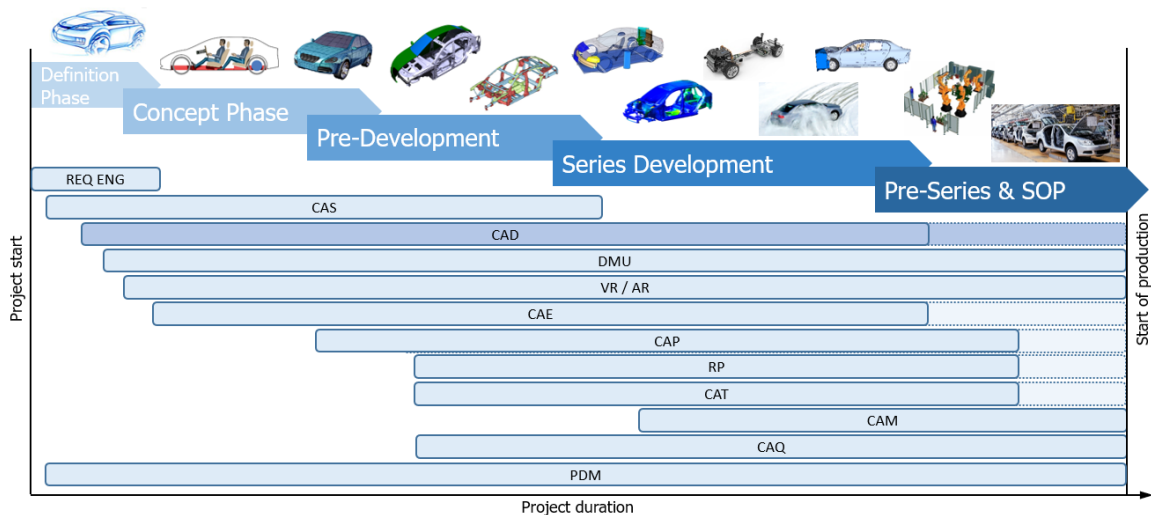 Definition
Phase
Concept Phase
Pre-Development
Series Development
Pre-Series & SOP
REQ ENG
CAS
CAD
DMU
VR / AR
CAE
CAP
RP
CAT
CAM
CAQ
PDM
Project start
Start of production
Project duration